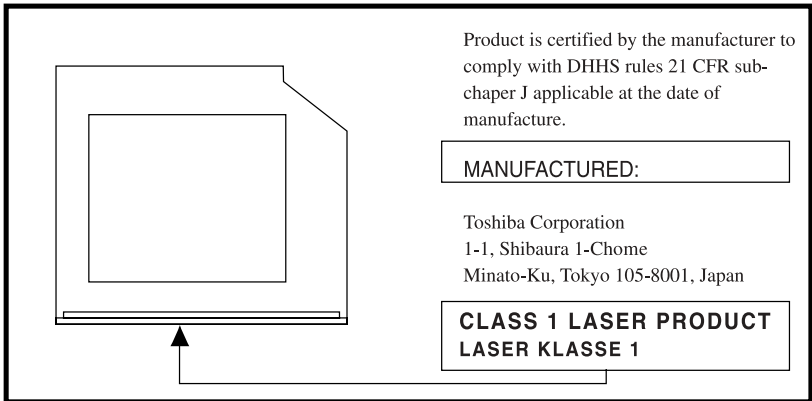 Product is certified by the manufacturer to
comply with DHHS rules 21 CFR sub-
chaper J applicable at the date of
manufacture.
MANUFACTURED:
Toshiba Corporation
1-1, Shibaura 1-Chome
Minato-Ku, Tokyo 105-8001, Japan
CLASS 1 LASER PRODUCT
LASER KLASSE 1